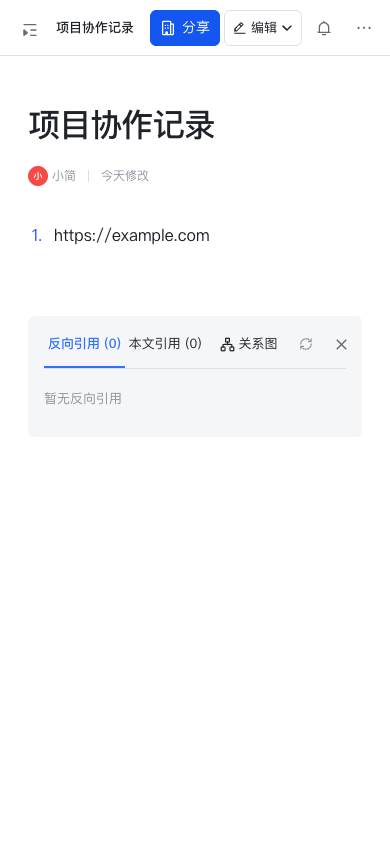 项目协作记录
分享
编辑
项目协作记录
小 小简
今天修改
1. https://example.com
反向引用 (0) 本文引用 (0) 关系图
暂无反向引用